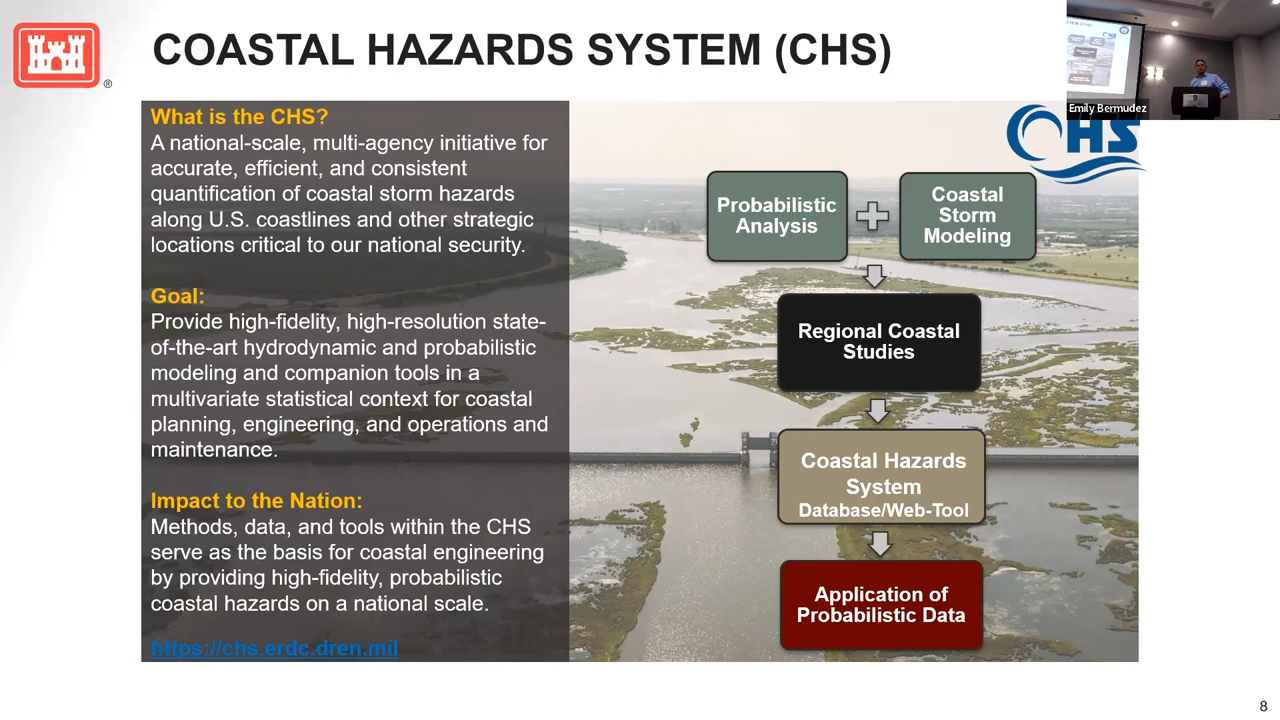 COASTAL HAZARDS SYSTEM (CHS)
®
Emily Bermudez
CHS
What is the CHS?
A national-scale, multi-agency initiative for
accurate, efficient, and consistent
quantification of coastal storm hazards
along U.S. coastlines and other strategic
locations critical to our national security.
Goal:
Provide high-fidelity, high-resolution state-
of-the-art hydrodynamic and probabilistic
modeling and companion tools in a
multivariate statistical context for coastal
planning, engineering, and operations and
maintenance.
Impact to the Nation:
Methods, data, and tools within the CHS
serve as the basis for coastal engineering
by providing high-fidelity, probabilistic
coastal hazards on a national scale.
https://chs.erdc.dren.mil
Probabilistic
Analysis
Coastal
Storm
Modeling
Regional Coastal
Studies
Coastal Hazards
System
Database/Web-Tool
Application of
Probabilistic Data
8